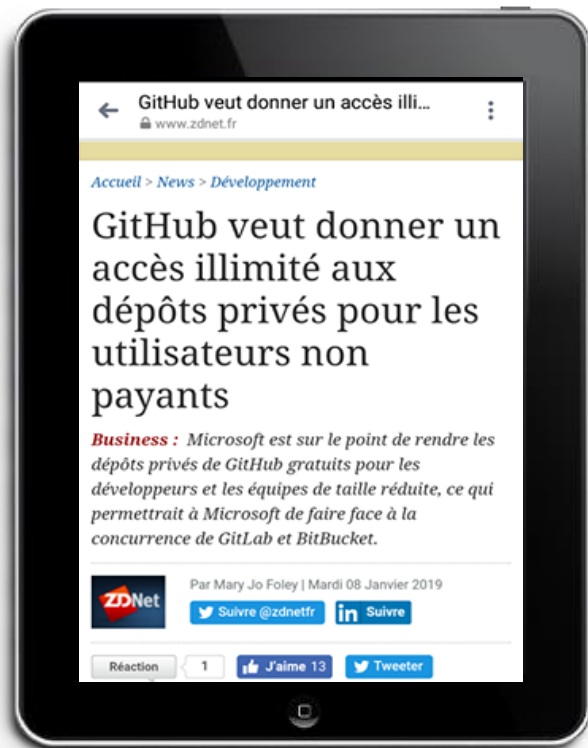 GitHub veut donner un accès illi...
www.zdnet.fr
Accueil > News > Développement
GitHub veut donner un
accès illimité aux
dépôts privés pour les
utilisateurs non
payants
Business : Microsoft est sur le point de rendre les
dépôts privés de GitHub gratuits pour les
développeurs et les équipes de taille réduite, ce qui
permettrait à Microsoft de faire face à la
concurrence de GitLab et BitBucket.
ZDNet
Par Mary Jo Foley | Mardi 08 Janvier 2019
Suivre @zdnetfr
in Suivre
Réaction 1 J'aime 13 Tweeter